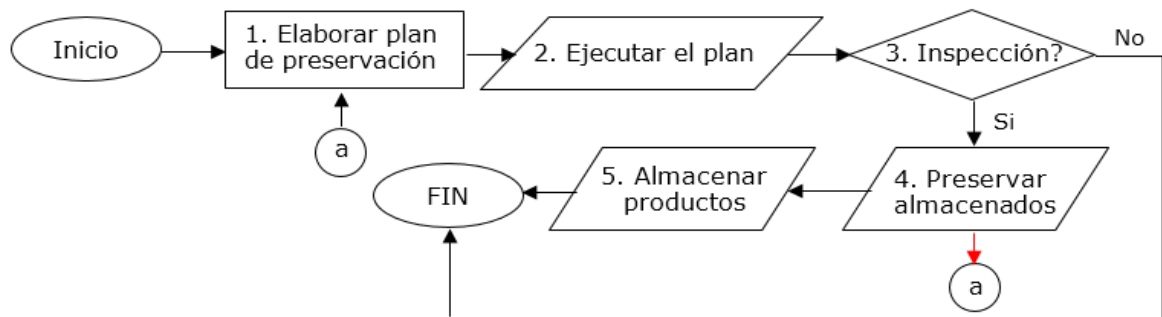 Inicio
1. Elaborar plan
de preservación
2. Ejecutar el plan
3. Inspección?
No
Si
a
FIN
5. Almacenar
productos
4. Preservar
almacenados
a